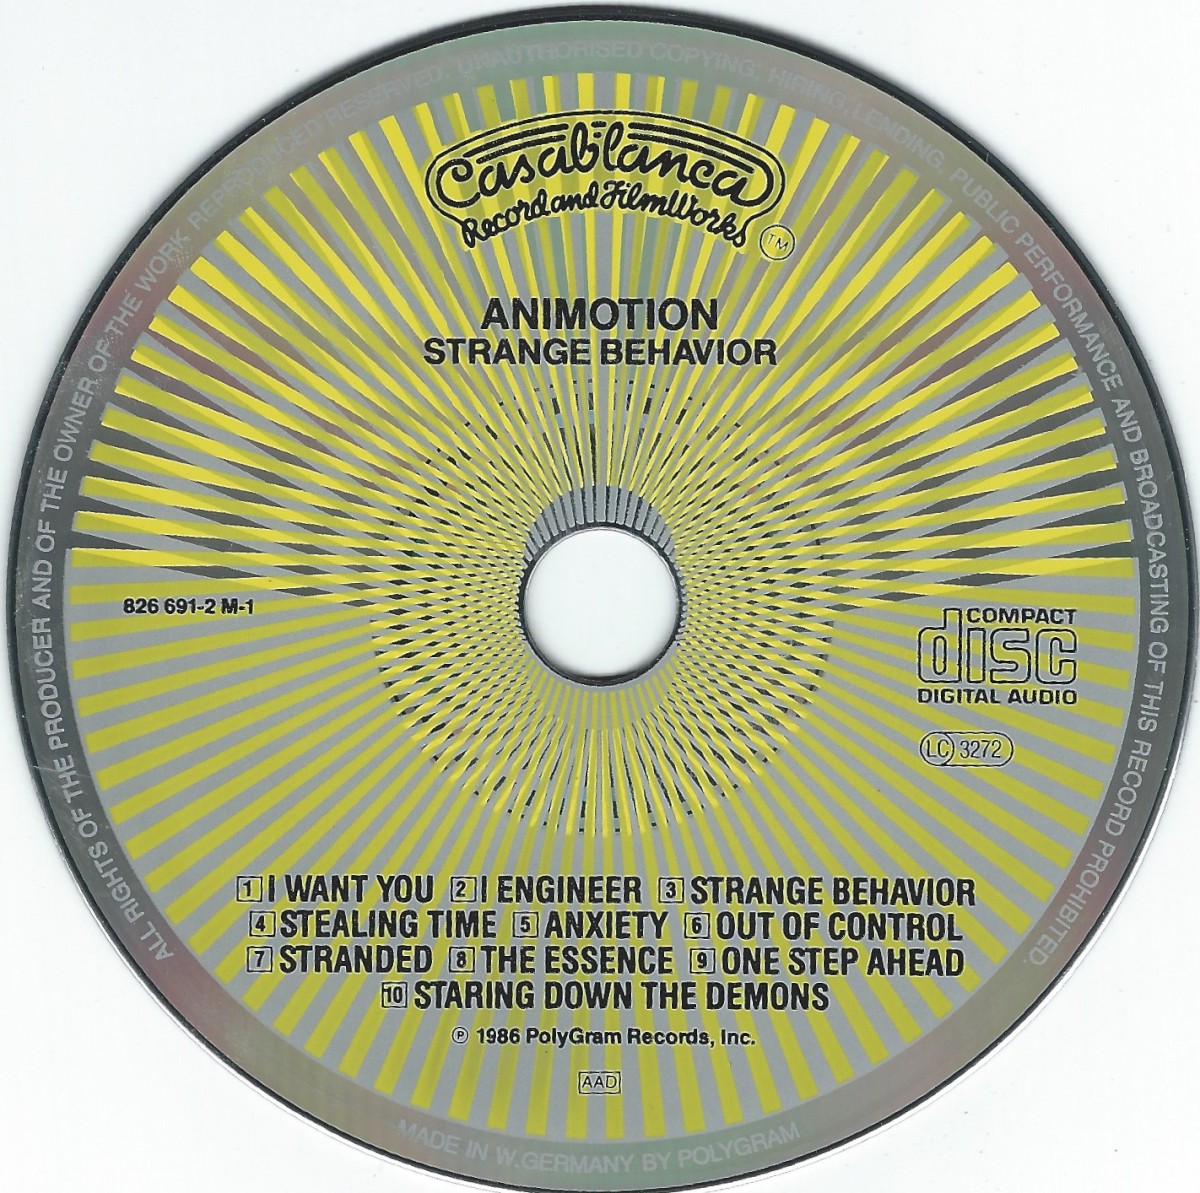 ALL RIGHTS OF THE PRODUCER AND OF THE OWNER OF THE WORK REPRODUCED RESERVED. UNAUTHORISED COPYING, HIRING, LENDING, PUBLIC PERFORMANCE AND BROADCASTING OF THIS RECORD PROHIBITED.
Casablanca
Record and FilmWorks
TM
ANIMOTION
STRANGE BEHAVIOR
826 691-2 M-1
COMPACT
disc
DIGITAL AUDIO
LC 3272
1 I WANT YOU 2 I ENGINEER 3 STRANGE BEHAVIOR
4 STEALING TIME 5 ANXIETY 6 OUT OF CONTROL
7 STRANDED 8 THE ESSENCE 9 ONE STEP AHEAD
10 STARING DOWN THE DEMONS
℗ 1986 PolyGram Records, Inc.
AAD
MADE IN W.GERMANY BY POLYGRAM